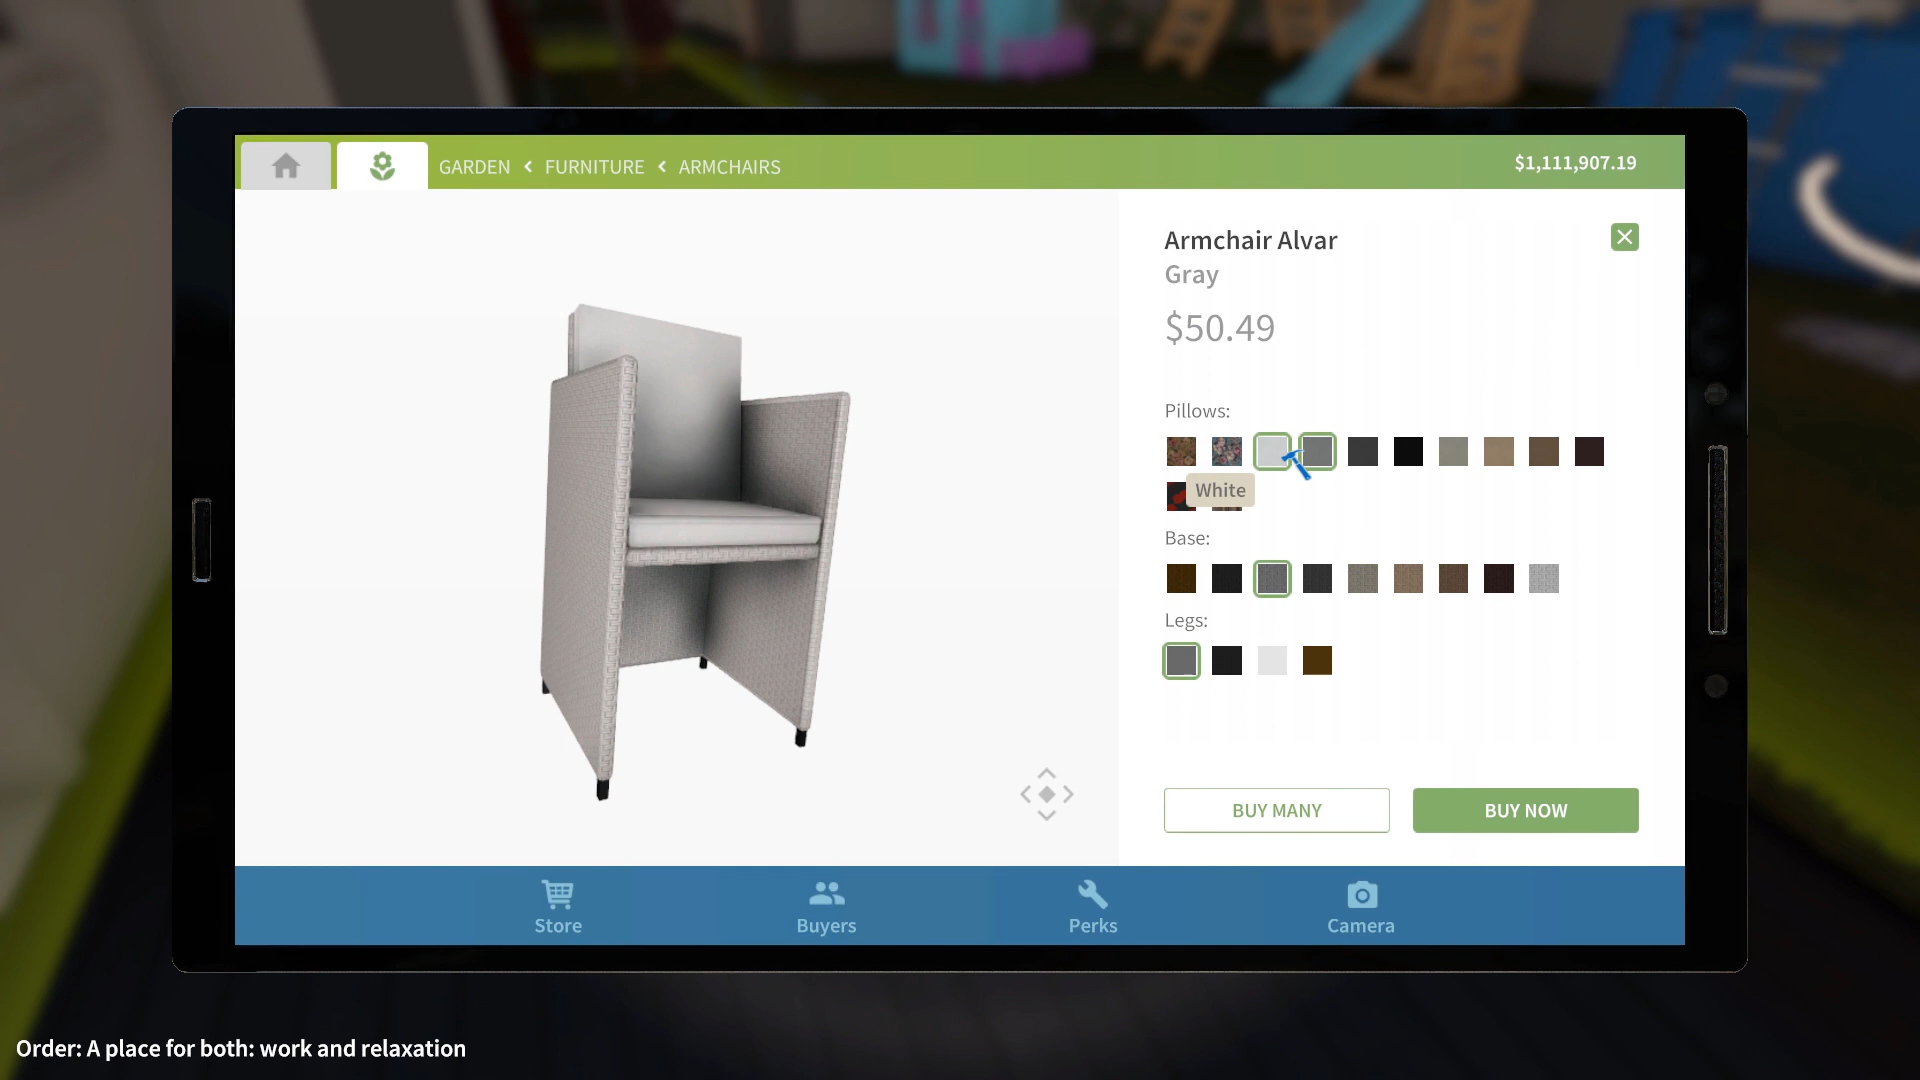 GARDEN < FURNITURE < ARMCHAIRS
$1,111,907.19
Armchair Alvar
Gray
$50.49
Pillows:
White
Base:
Legs:
BUY MANY
BUY NOW
Store
Buyers
Perks
Camera
Order: A place for both: work and relaxation